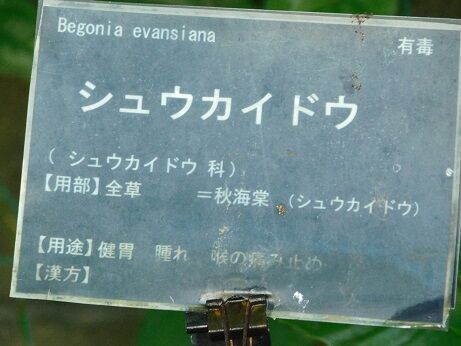 Begonia evansiana
有毒
シュウカイドウ
( シュウカイドウ 科)
【用部】全草 =秋海棠 (シュウカイドウ)
【用途】健胃 腫れ 喉の痛み止め
【漢方】